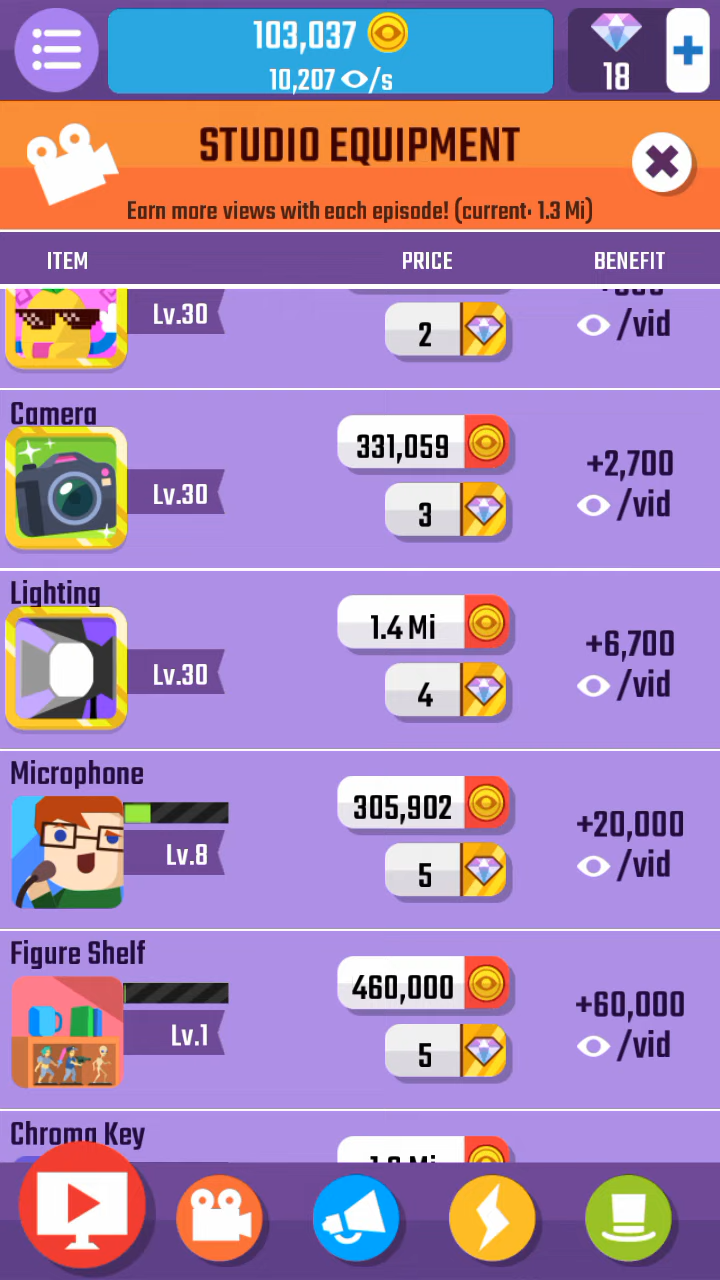 103,037
10,207 /s
18
STUDIO EQUIPMENT
Earn more views with each episode! (current: 1.3 Mi)
ITEM PRICE BENEFIT
Lv.30
2
/vid
Camera
Lv.30
331,059
3
+2,700
/vid
Lighting
Lv.30
1.4 Mi
4
+6,700
/vid
Microphone
Lv.8
305,902
5
+20,000
/vid
Figure Shelf
Lv.1
460,000
5
+60,000
/vid
Chroma Key